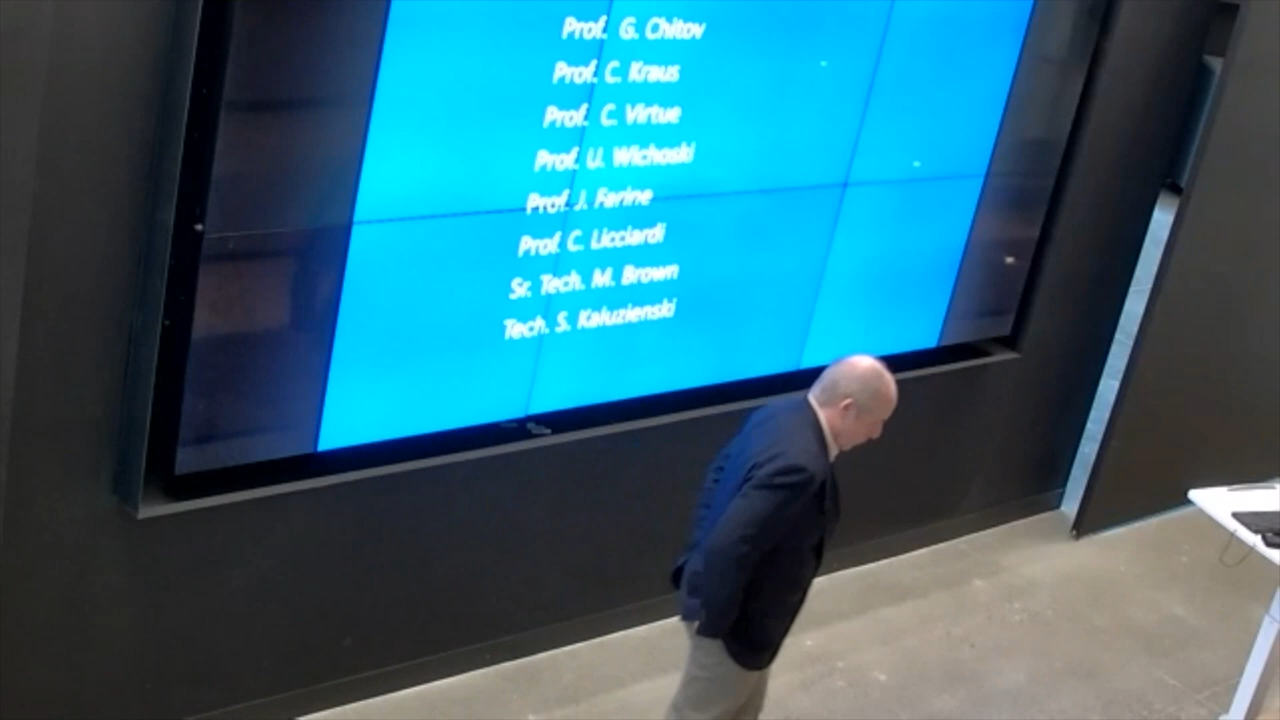 Prof. G. Chitov
Prof. C. Kraus
Prof. C. Virtue
Prof. U. Wichoski
Prof. J. Farine
Prof. C. Licciardi
Sr. Tech. M. Brown
Tech. S. Kaluzienski